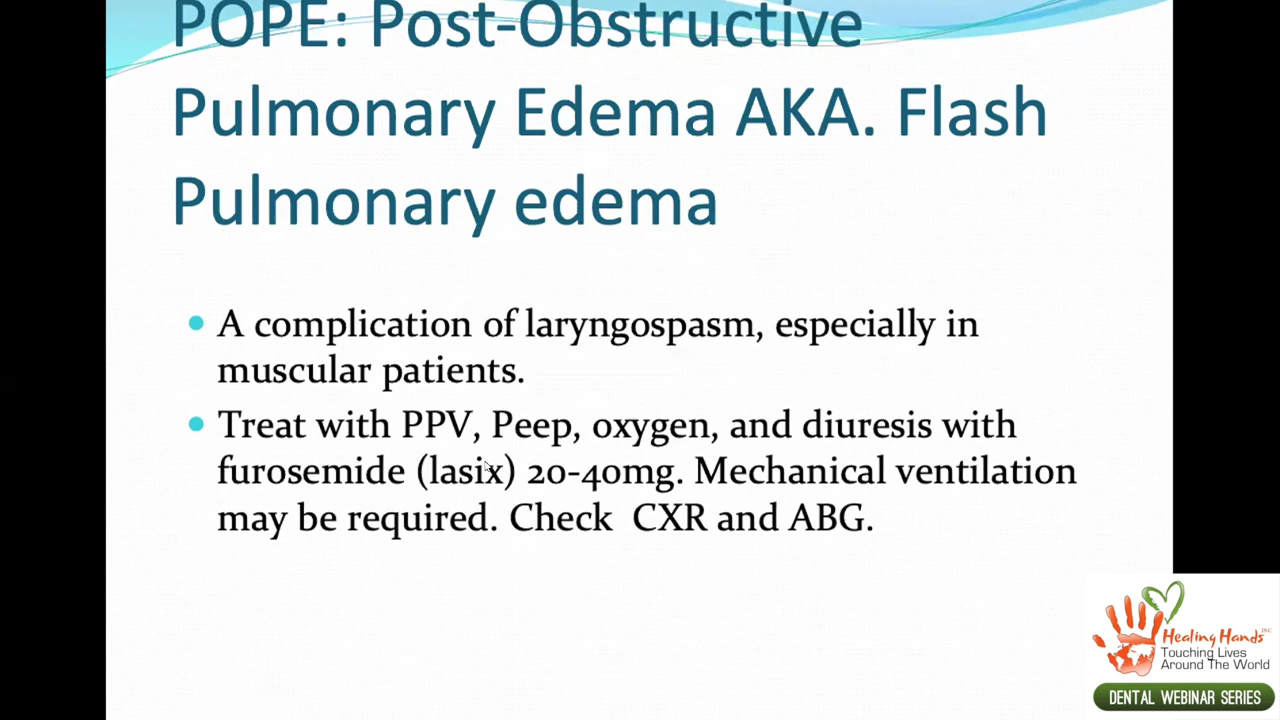 POPE: Post-Obstructive
Pulmonary Edema AKA. Flash
Pulmonary edema
A complication of laryngospasm, especially in
muscular patients.
Treat with PPV, Peep, oxygen, and diuresis with
furosemide (lasix) 20-40mg. Mechanical ventilation
may be required. Check CXR and ABG.
Healing Hands INC
Touching Lives
Around The World
DENTAL WEBINAR SERIES